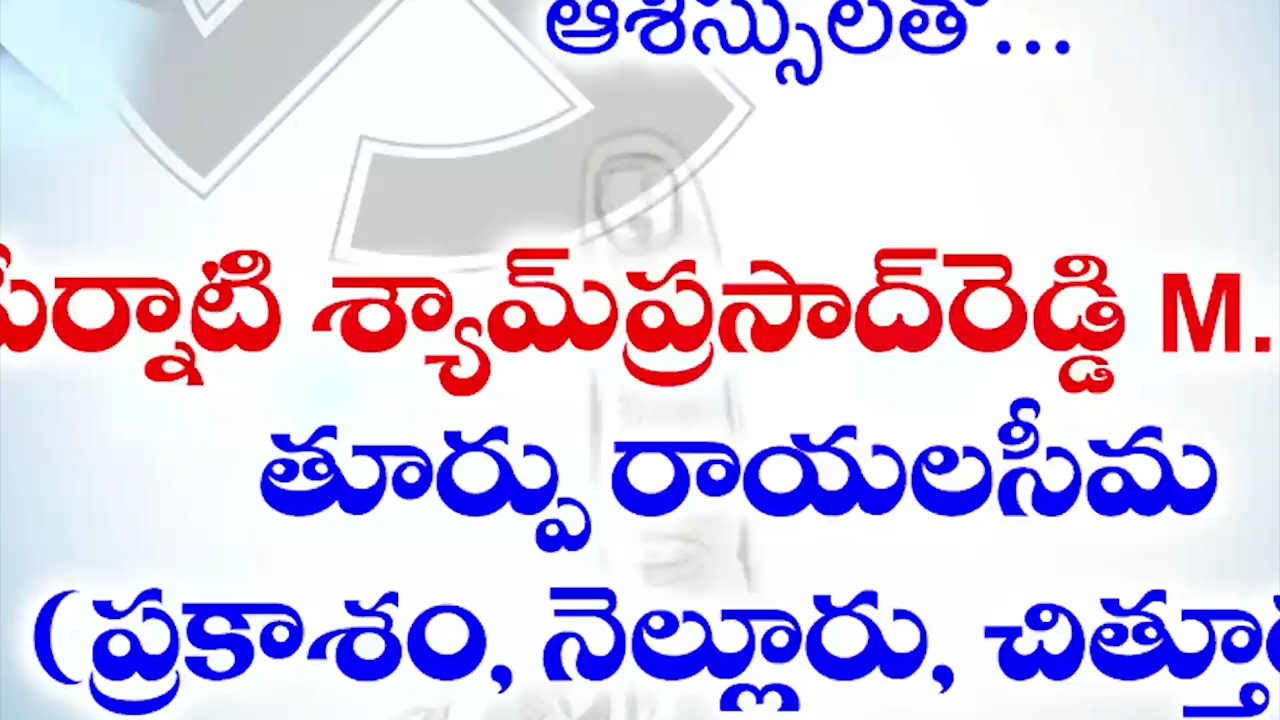 ఆశీస్సులతో...
పేర్నాటి శ్యామ్‌ప్రసాద్‌రెడ్డి M.
తూర్పు రాయలసీమ
(ప్రకాశం, నెల్లూరు, చిత్తూ